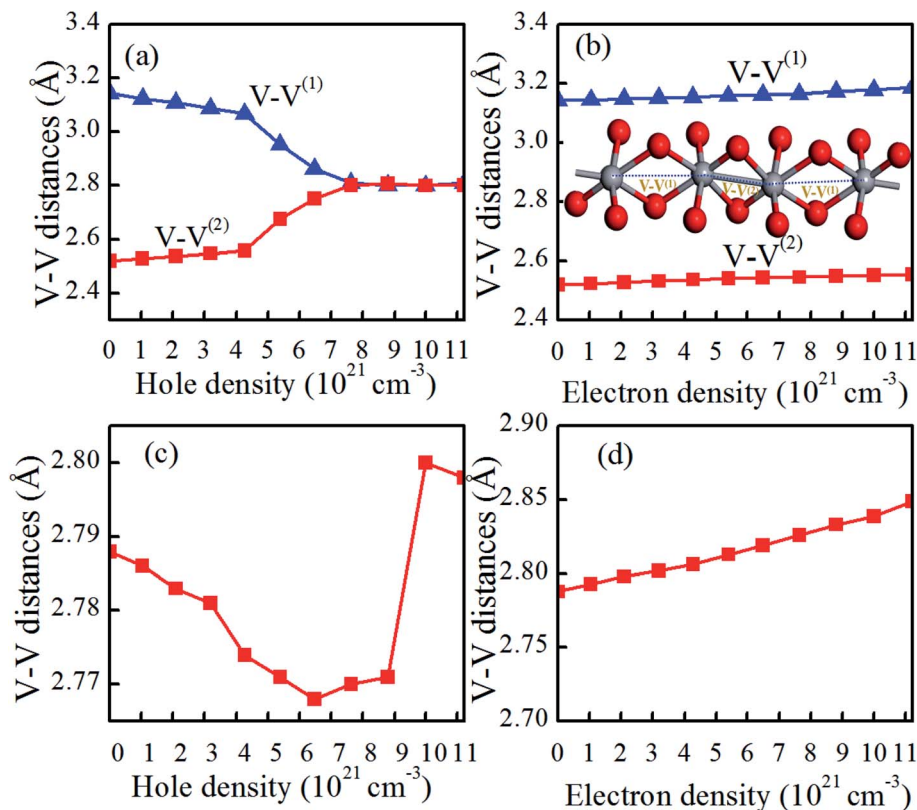 (a)
3.4
3.2
3.0
2.8
2.6
2.4
V-V distances (Å)
V-V(1)
V-V(2)
0 1 2 3 4 5 6 7 8 9 10 11
Hole density (10^21 cm^-3)
(b)
3.4
3.2
3.0
2.8
2.6
2.4
V-V distances (Å)
V-V(1)
V-V(1) V-V(2) V-V(1)
V-V(2)
0 1 2 3 4 5 6 7 8 9 10 11
Electron density (10^21 cm^-3)
(c)
2.80
2.79
2.78
2.77
V-V distances (Å)
0 1 2 3 4 5 6 7 8 9 10 11
Hole density (10^21 cm^-3)
(d)
2.90
2.85
2.80
2.75
2.70
V-V distances (Å)
0 1 2 3 4 5 6 7 8 9 10 11
Electron density (10^21 cm^-3)